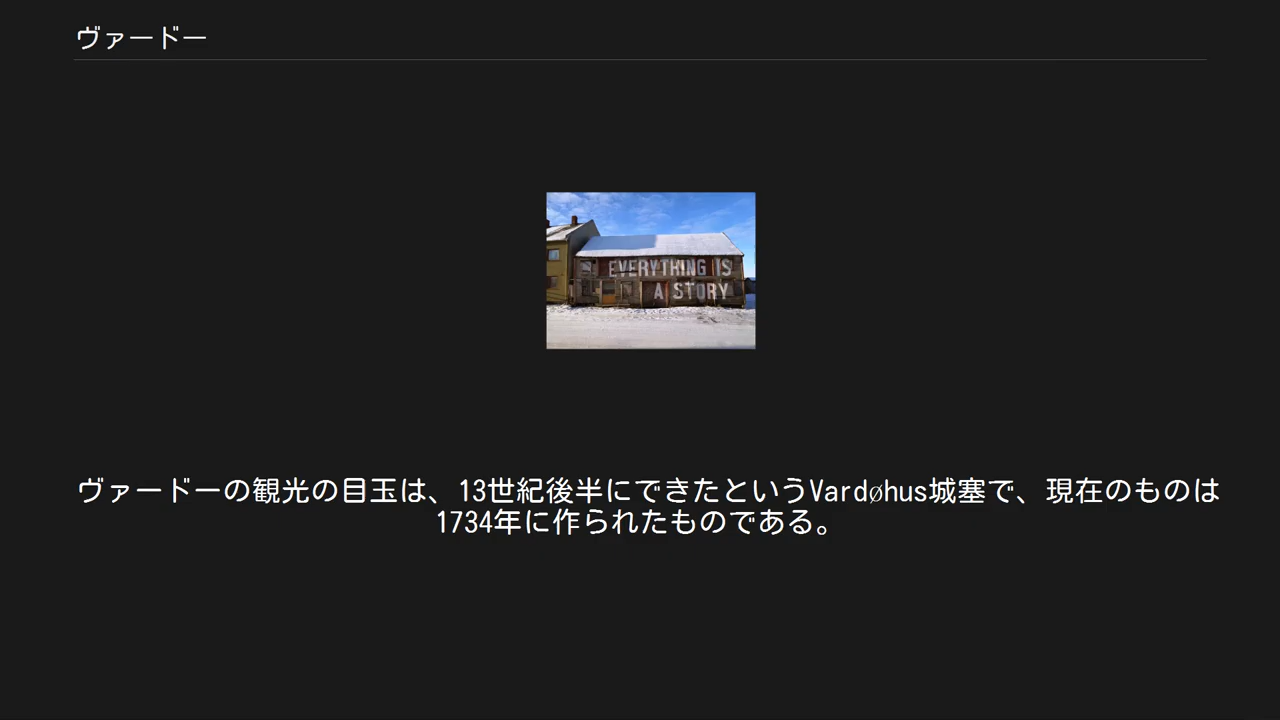 ヴァードー
EVERYTHING IS
A STORY
ヴァードーの観光の目玉は、13世紀後半にできたというVardøhus城塞で、現在のものは
1734年に作られたものである。